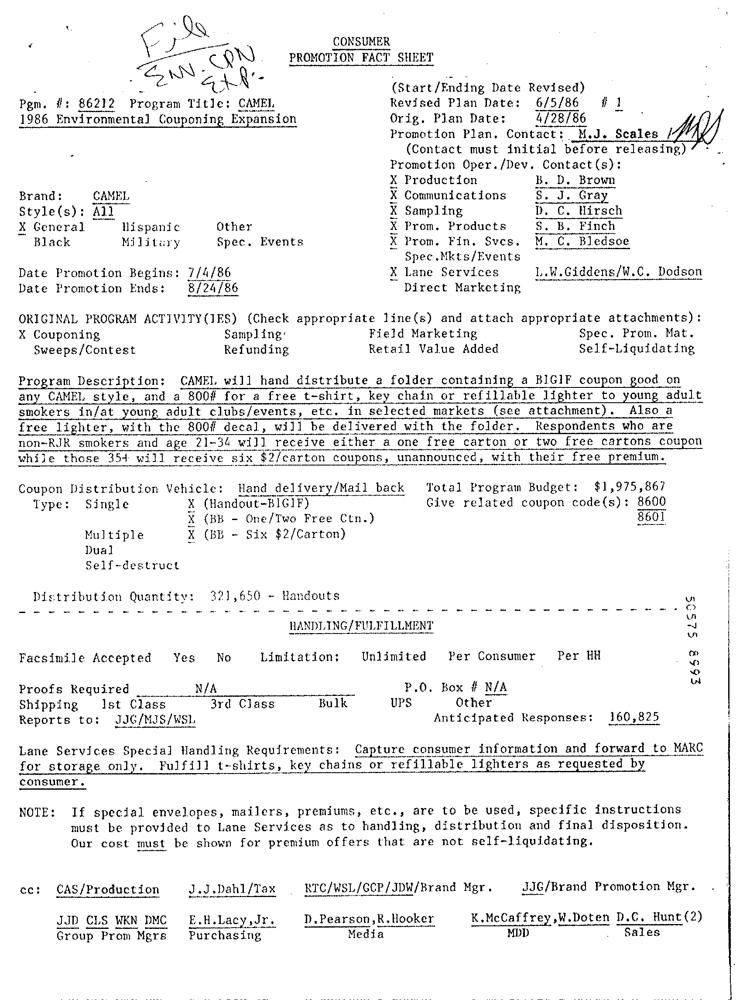 File
ENV. CPN
EXP.
CONSUMER
PROMOTION FACT SHEET
(Start/Ending Date Revised)
Pgm. #: 86212 Program Title: CAMEL Revised Plan Date: 6/5/86 # 1
1986 Environmental Couponing Expansion Orig. Plan Date: 4/28/86
Promotion Plan. Contact: M.J. Scales
(Contact must initial before releasing)
Promotion Oper./Dev. Contact(s):
X Production B. D. Brown
Brand: CAMEL X Communications S. J. Gray
Style(s): All X Sampling D. C. Hirsch
X General Hispanic Other X Prom. Products S. B. Finch
Black Military Spec. Events X Prom. Fin. Svcs. M. C. Bledsoe
Spec.Mkts/Events
Date Promotion Begins: 7/4/86 X Lane Services L.W.Giddens/W.C. Dodson
Date Promotion Ends: 8/24/86 Direct Marketing
ORIGINAL PROGRAM ACTIVITY(IES) (Check appropriate line(s) and attach appropriate attachments):
X Couponing Sampling Field Marketing Spec. Prom. Mat.
Sweeps/Contest Refunding Retail Value Added Self-Liquidating
Program Description: CAMEL will hand distribute a folder containing a B1G1F coupon good on
any CAMEL style, and a 800# for a free t-shirt, key chain or refillable lighter to young adult
smokers in/at young adult clubs/events, etc. in selected markets (see attachment). Also a
free lighter, with the 800# decal, will be delivered with the folder. Respondents who are
non-RJR smokers and age 21-34 will receive either a one free carton or two free cartons coupon
while those 35+ will receive six $2/carton coupons, unannounced, with their free premium.
Coupon Distribution Vehicle: Hand delivery/Mail back Total Program Budget: $1,975,867
Type: Single X (Handout-B1G1F) Give related coupon code(s): 8600
X (BB - One/Two Free Ctn.) 8601
Multiple X (BB - Six $2/Carton)
Dual
Self-destruct
Distribution Quantity: 321,650 - Handouts
HANDLING/FULFILLMENT
Facsimile Accepted Yes No Limitation: Unlimited Per Consumer Per HH
Proofs Required N/A P.O. Box # N/A
Shipping 1st Class 3rd Class Bulk UPS Other
Reports to: JJG/MJS/WSL Anticipated Responses: 160,825
Lane Services Special Handling Requirements: Capture consumer information and forward to MARC
for storage only. Fulfill t-shirts, key chains or refillable lighters as requested by
consumer.
NOTE: If special envelopes, mailers, premiums, etc., are to be used, specific instructions
must be provided to Lane Services as to handling, distribution and final disposition.
Our cost must be shown for premium offers that are not self-liquidating.
cc: CAS/Production J.J.Dahl/Tax RTC/WSL/GCP/JDW/Brand Mgr. JJG/Brand Promotion Mgr.
JJD CLS WKN DMC E.H.Lacy,Jr. D.Pearson,R.Hooker K.McCaffrey,W.Doten D.C. Hunt(2)
Group Prom Mgrs Purchasing Media MDD Sales
50575 8993